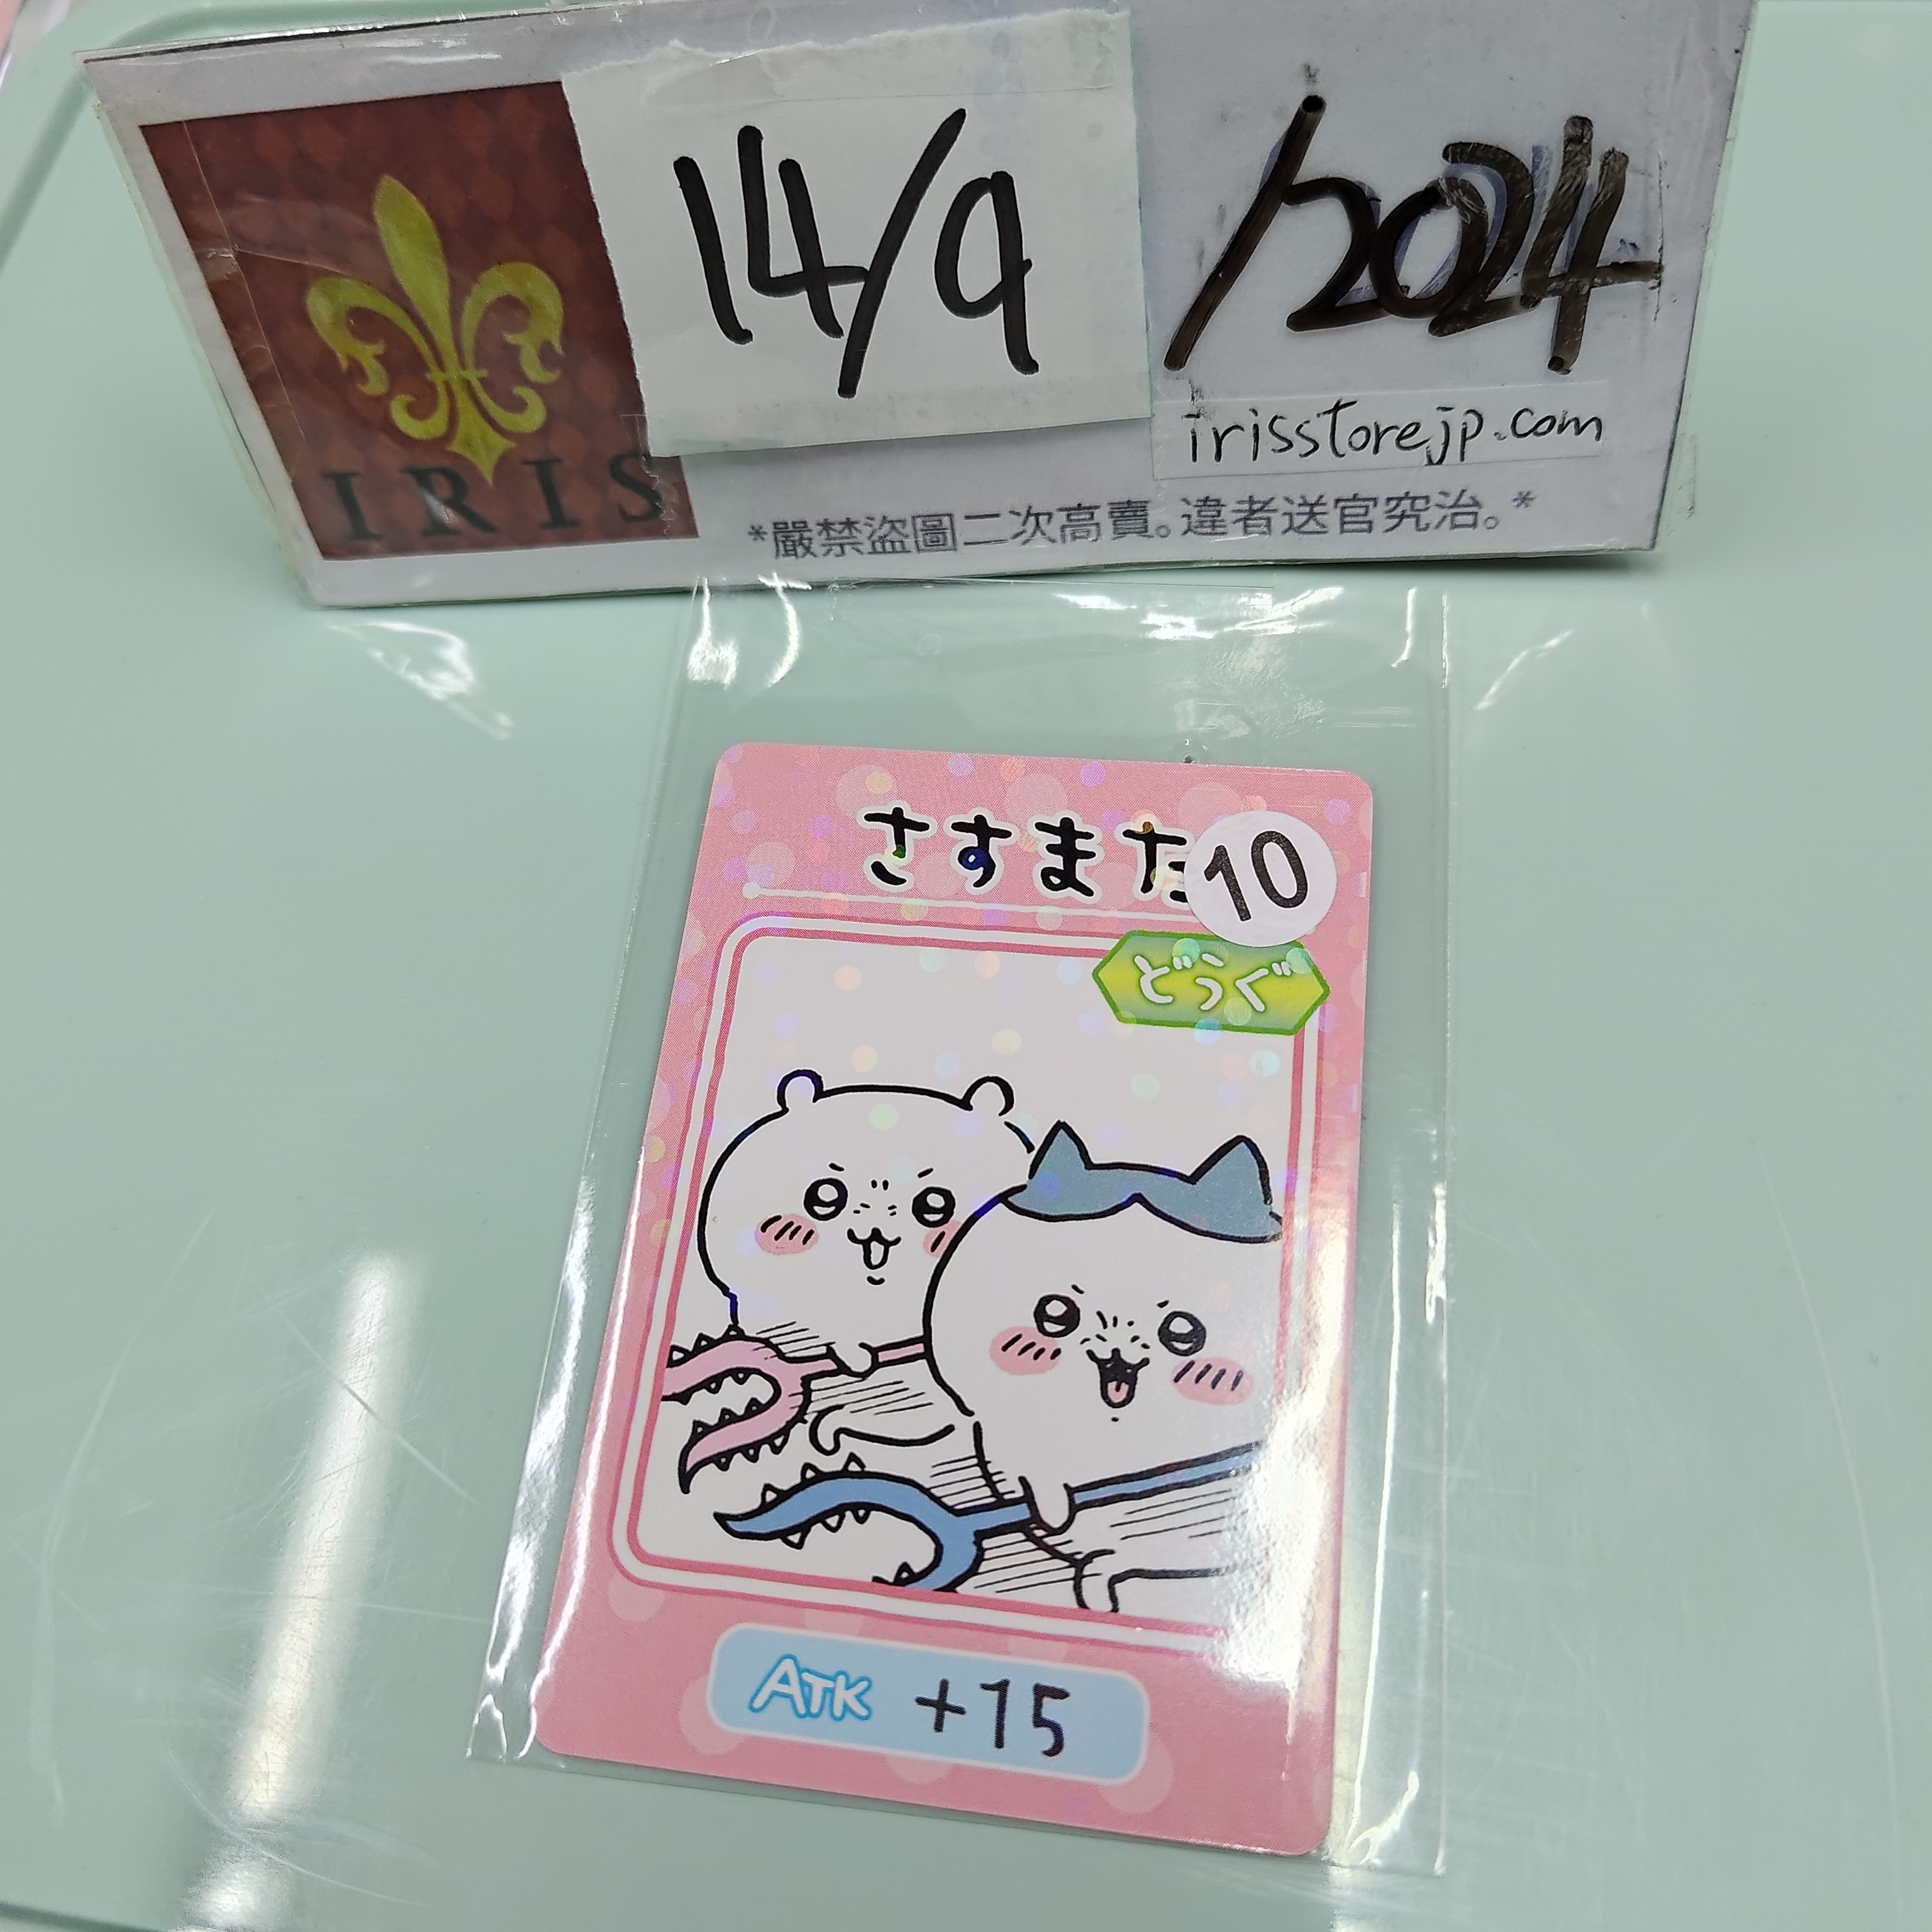 IRIS
14/9
/2024
irisstorejp.com
*嚴禁盜圖二次高賣。違者送官究治。*
さすまた
10
どうぐ
ATK +15